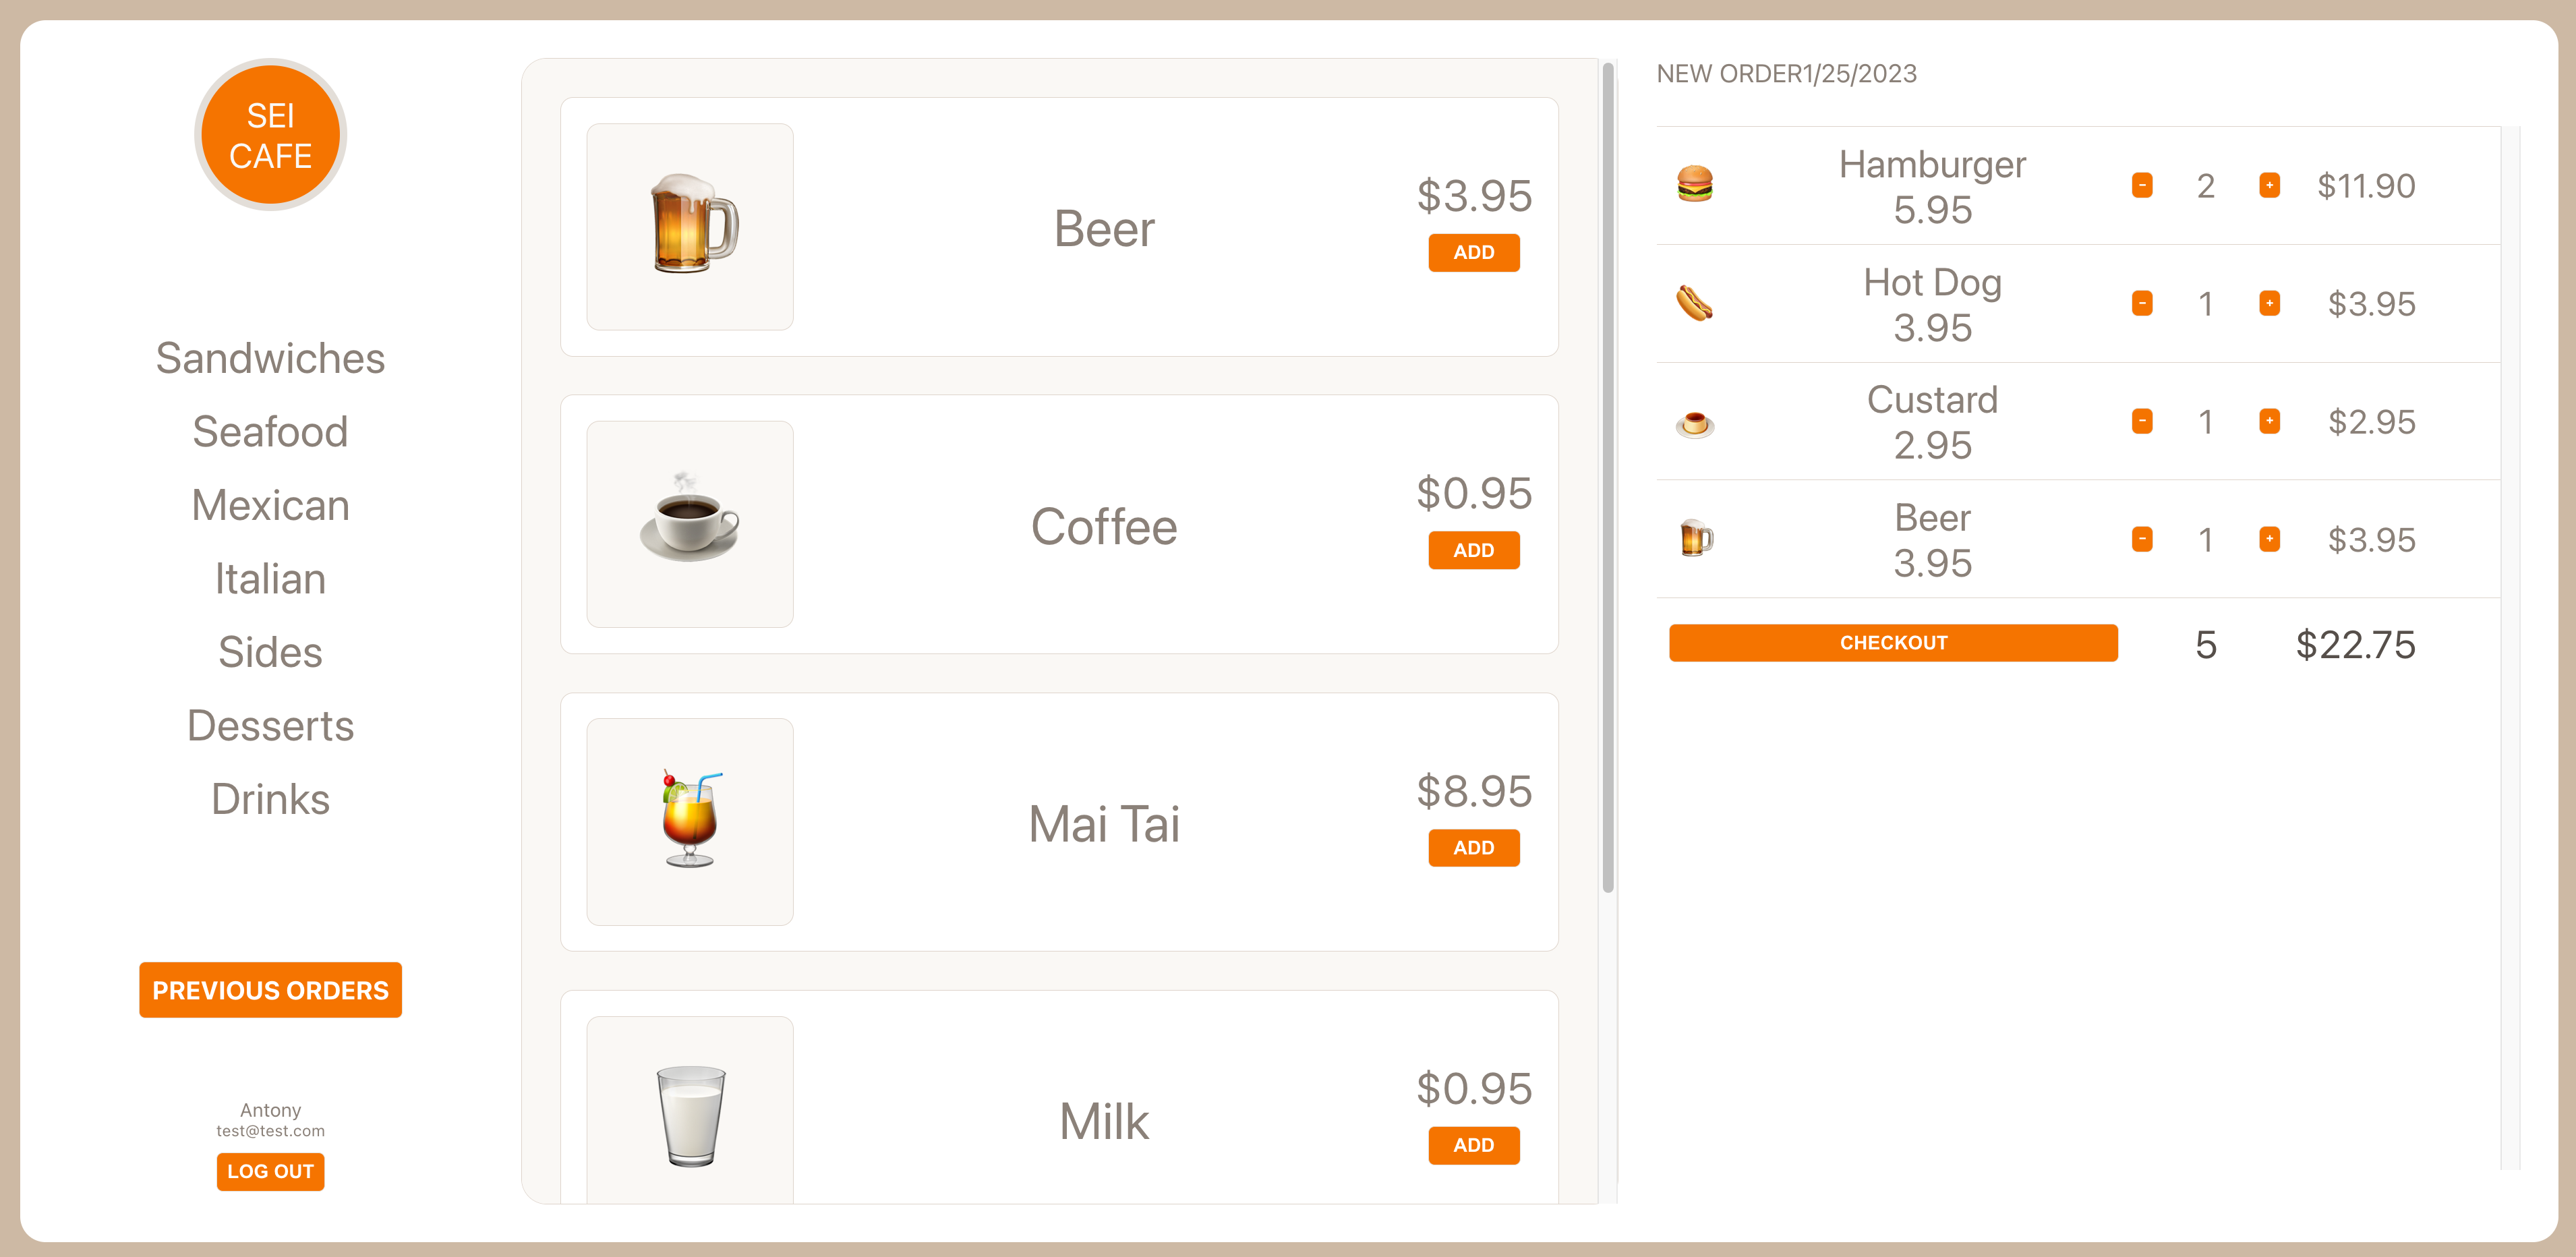 SEI
CAFE
Sandwiches
Seafood
Mexican
Italian
Sides
Desserts
Drinks
PREVIOUS ORDERS
Antony
test@test.com
LOG OUT
Beer
$3.95
ADD
Coffee
$0.95
ADD
Mai Tai
$8.95
ADD
Milk
$0.95
ADD
NEW ORDER1/25/2023
Hamburger
5.95
- 2 + $11.90
Hot Dog
3.95
- 1 + $3.95
Custard
2.95
- 1 + $2.95
Beer
3.95
- 1 + $3.95
CHECKOUT 5 $22.75